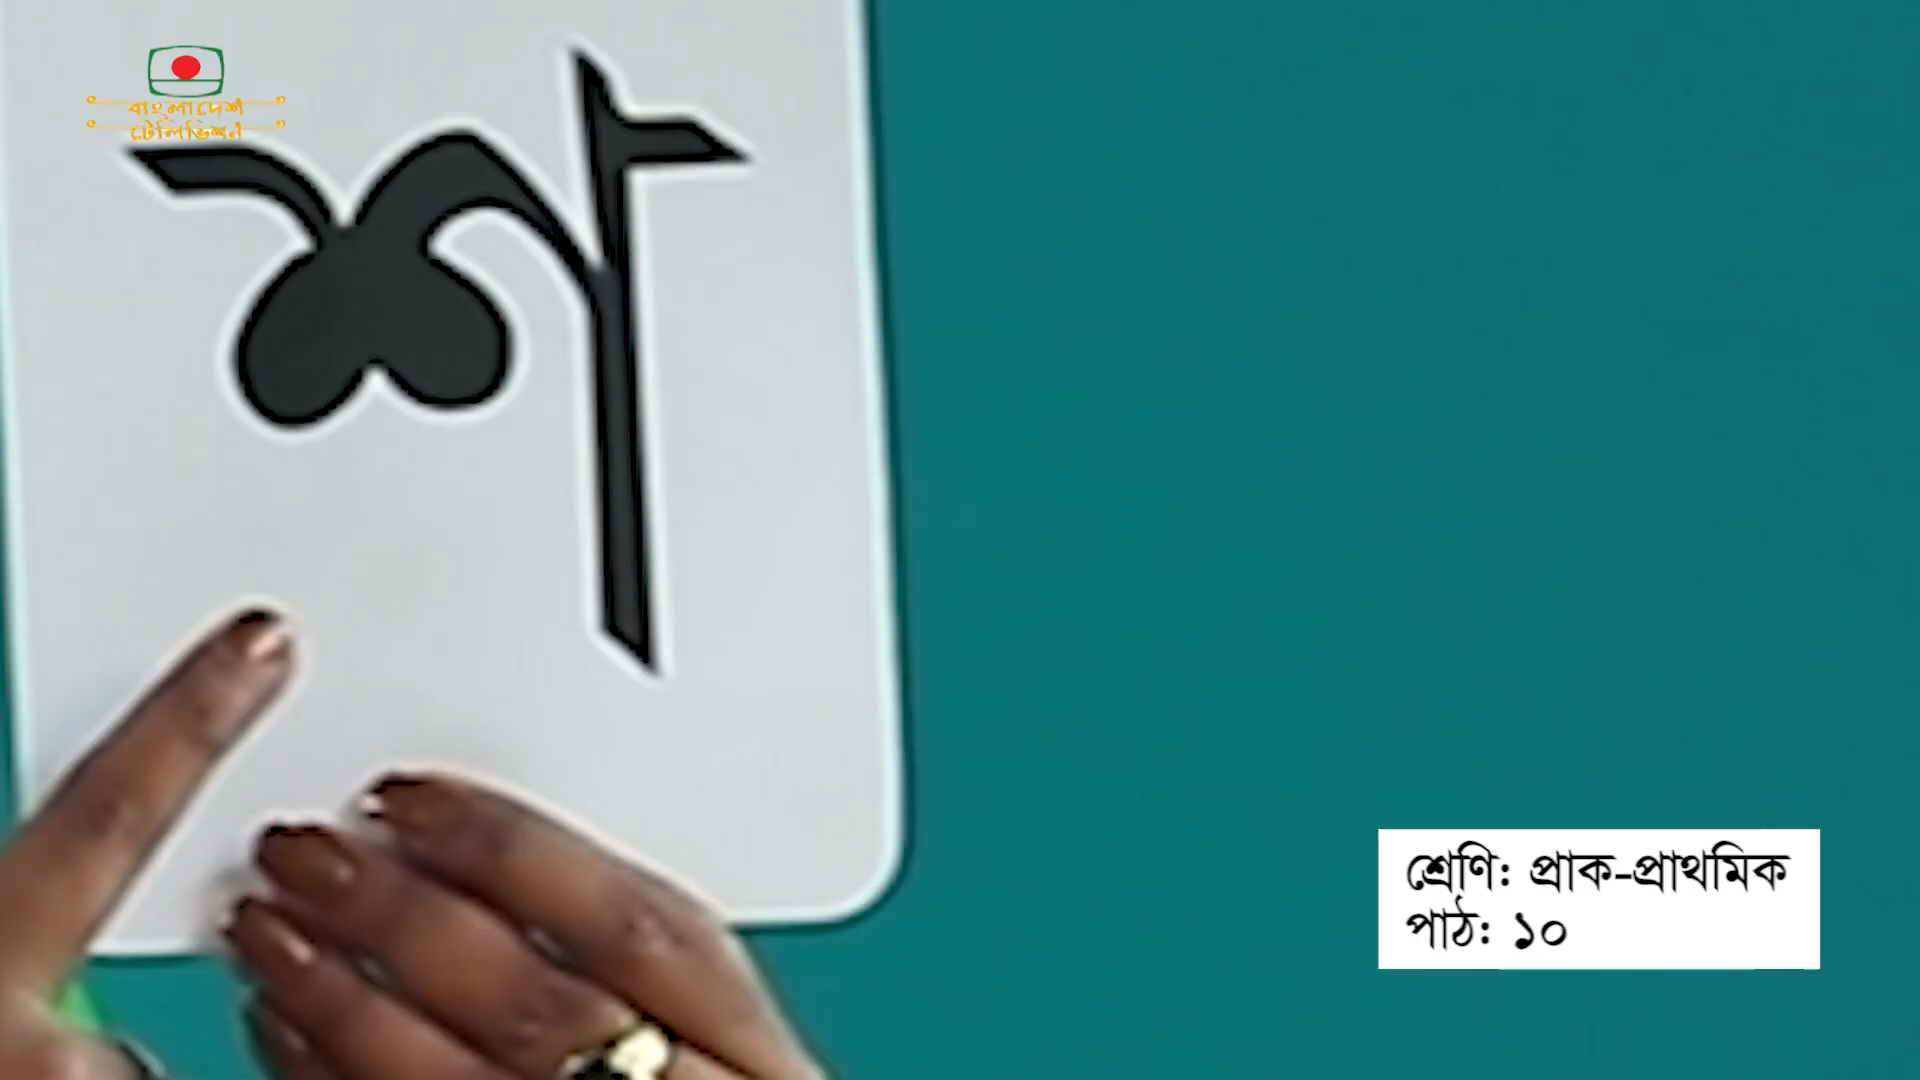 বাংলাদেশ
টেলিভিশন
শ
শ্রেণি: প্রাক-প্রাথমিক
পাঠ: ১০